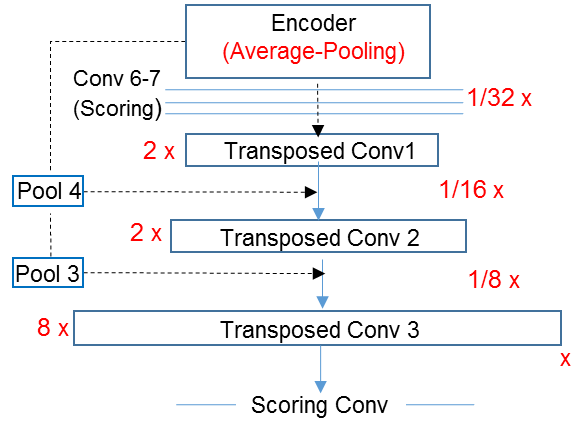 Encoder
(Average-Pooling)
Conv 6-7
(Scoring)
1/32 x
2 x
Transposed Conv1
Pool 4
1/16 x
2 x
Transposed Conv 2
Pool 3
1/8 x
8 x
Transposed Conv 3
x
Scoring Conv